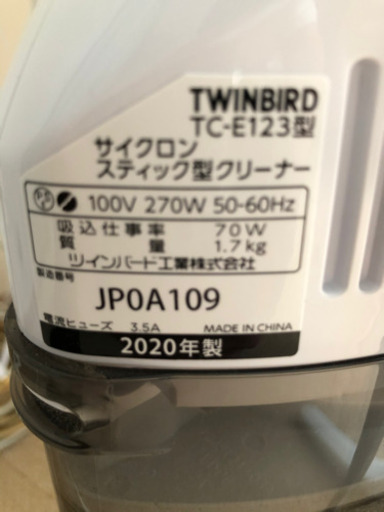 TWINBIRD
TC-E123型
サイクロン
スティック型クリーナー
100V 270W 50-60Hz
吸込仕事率 70W
質量 1.7kg
ツインバード工業株式会社
製造番号
JP0A109
電流ヒューズ 3.5A MADE IN CHINA
2020年製